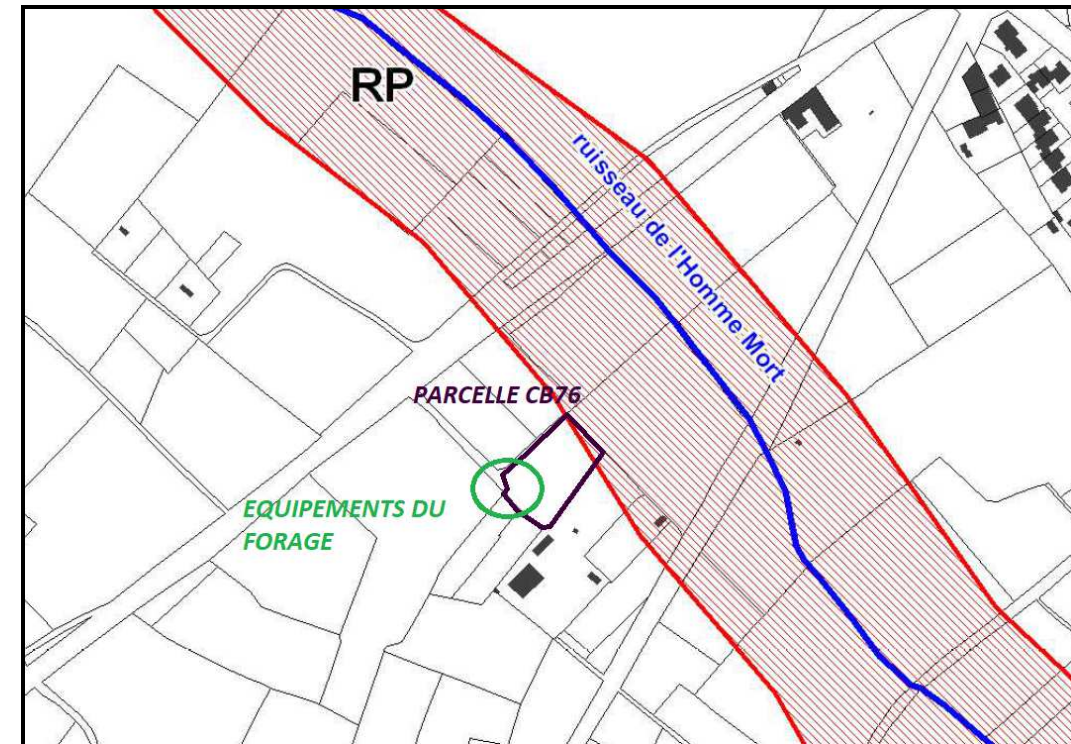 RP
ruisseau de l'Homme Mort
PARCELLE CB76
EQUIPEMENTS DU
FORAGE